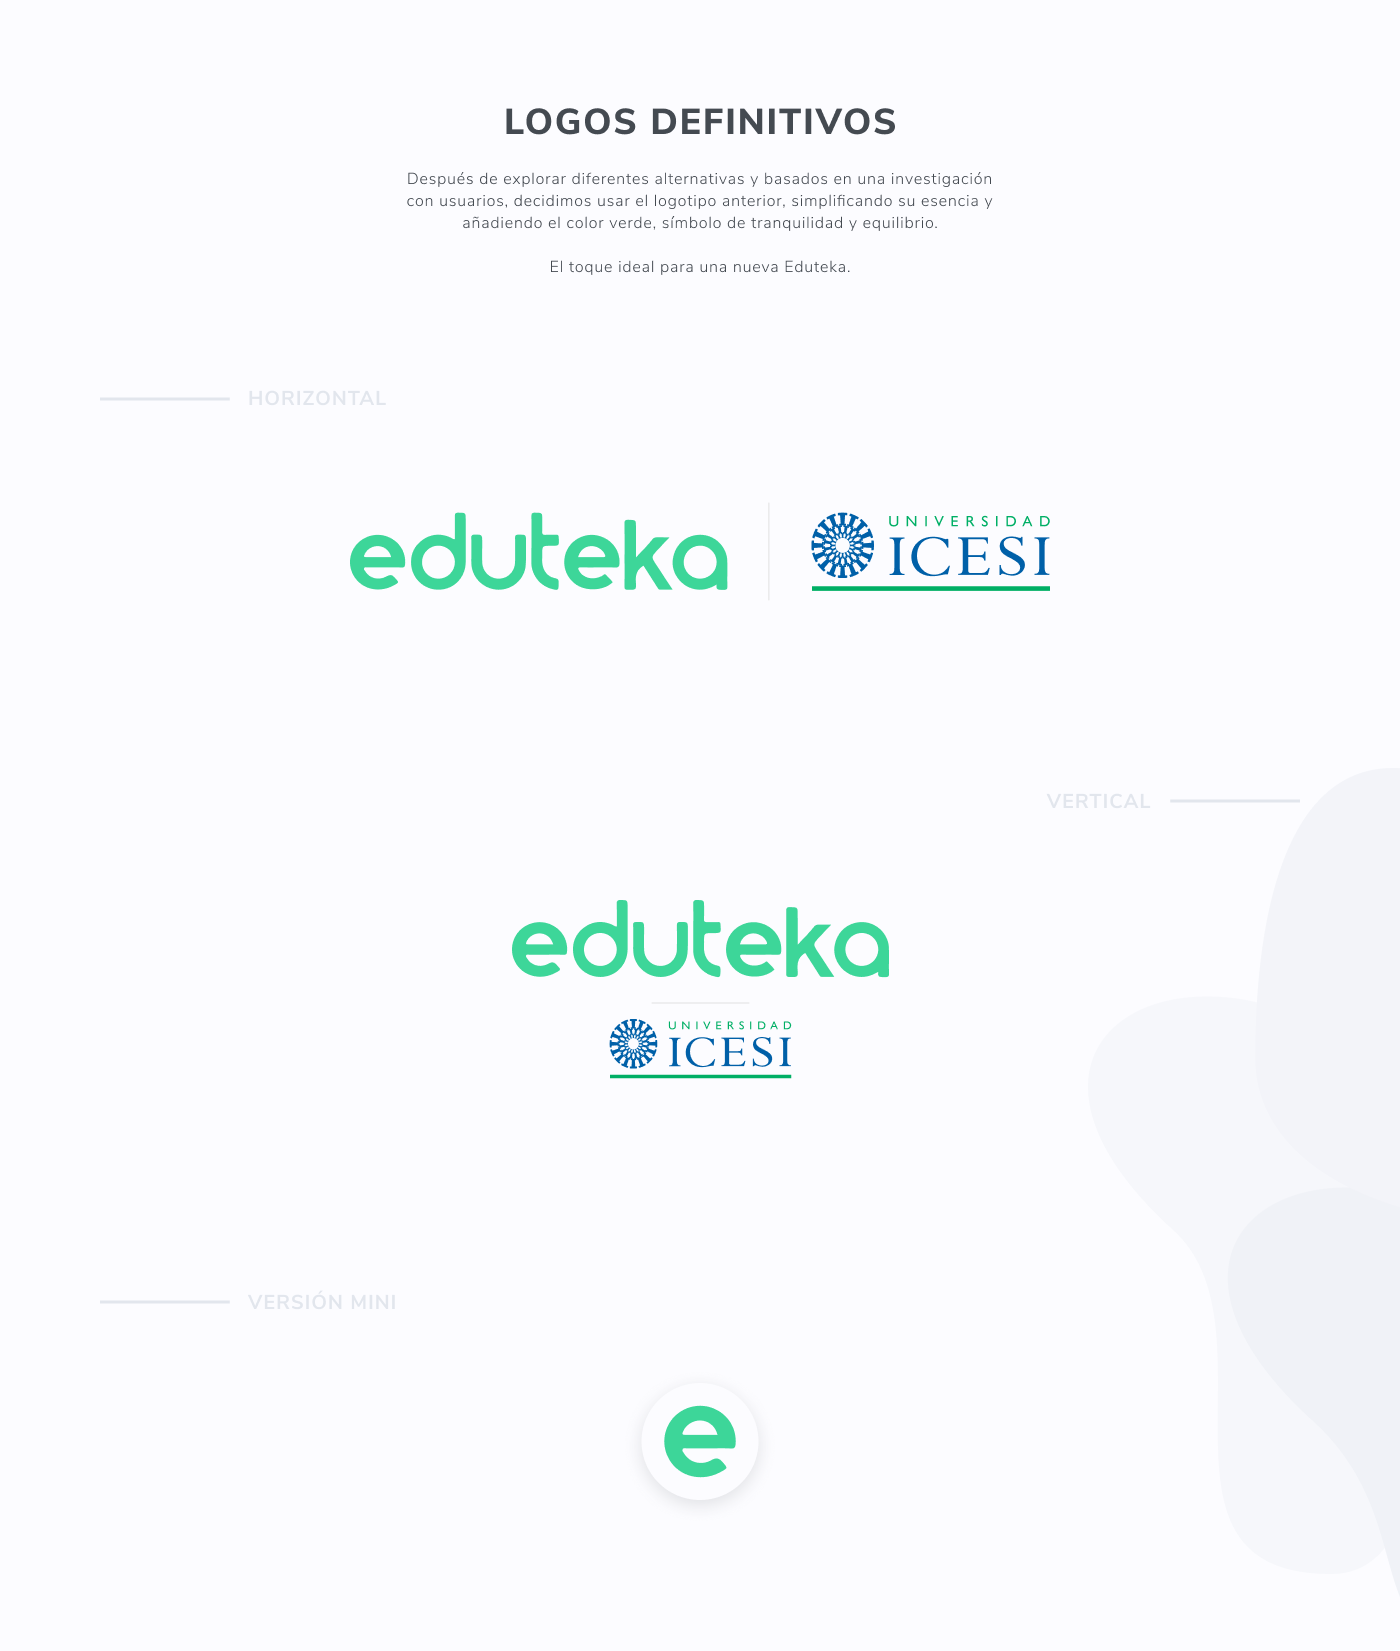 LOGOS DEFINITIVOS
Después de explorar diferentes alternativas y basados en una investigación
con usuarios, decidimos usar el logotipo anterior, simplificando su esencia y
añadiendo el color verde, símbolo de tranquilidad y equilibrio.
El toque ideal para una nueva Eduteka.
HORIZONTAL
eduteka
UNIVERSIDAD
ICESI
VERTICAL
eduteka
UNIVERSIDAD
ICESI
VERSIÓN MINI
e